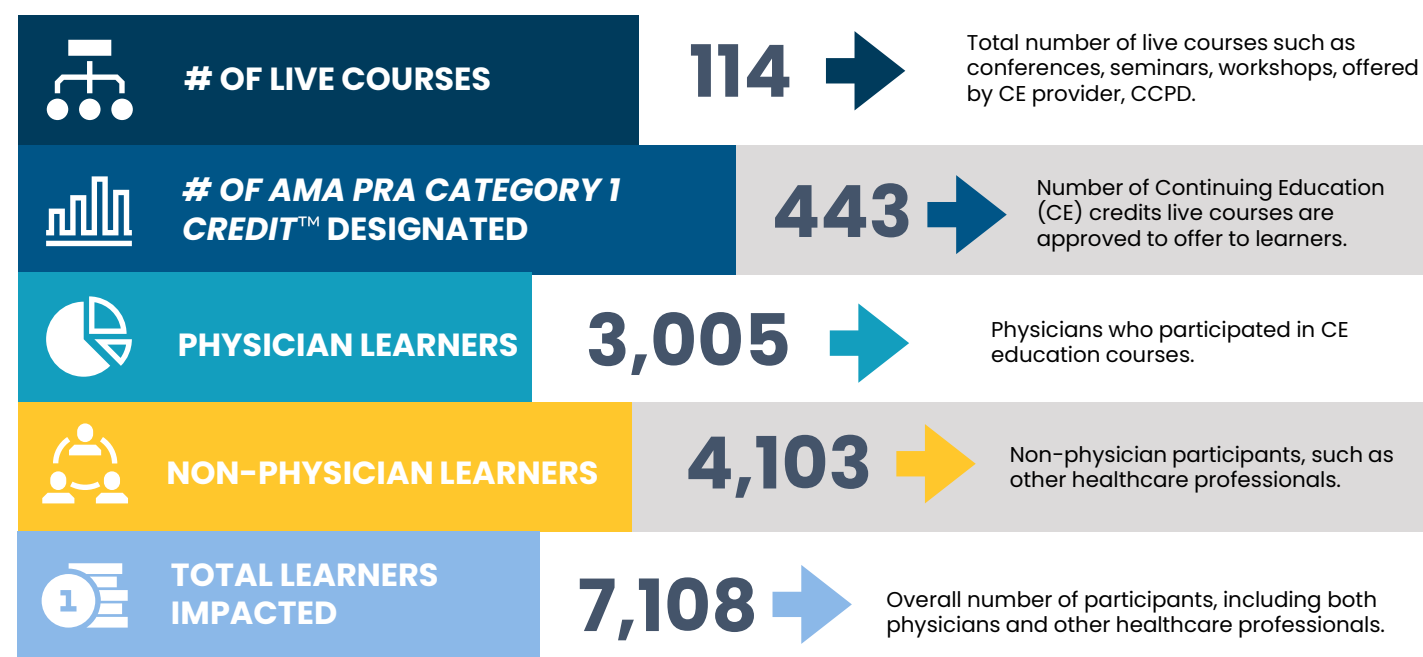 # OF LIVE COURSES
114
Total number of live courses such as
conferences, seminars, workshops, offered
by CE provider, CCPD.
# OF AMA PRA CATEGORY 1
CREDIT™ DESIGNATED
443
Number of Continuing Education
(CE) credits live courses are
approved to offer to learners.
PHYSICIAN LEARNERS
3,005
Physicians who participated in CE
education courses.
NON-PHYSICIAN LEARNERS
4,103
Non-physician participants, such as
other healthcare professionals.
1
TOTAL LEARNERS
IMPACTED
7,108
Overall number of participants, including both
physicians and other healthcare professionals.